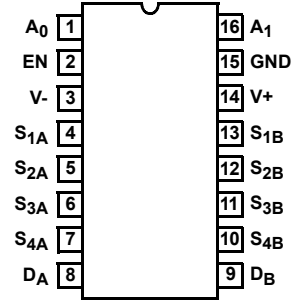 A0 1 16 A1
EN 2 15 GND
V- 3 14 V+
S1A 4 13 S1B
S2A 5 12 S2B
S3A 6 11 S3B
S4A 7 10 S4B
DA 8 9 DB